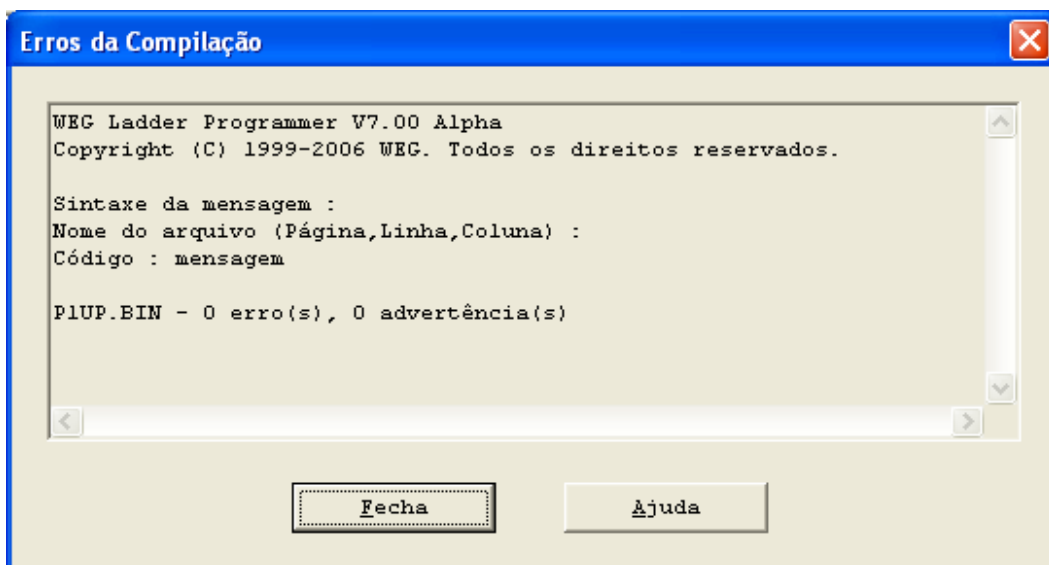 Erros da Compilação
WEG Ladder Programmer V7.00 Alpha
Copyright (C) 1999-2006 WEG. Todos os direitos reservados.
Sintaxe da mensagem :
Nome do arquivo (Página,Linha,Coluna) :
Código : mensagem
P1UP.BIN - 0 erro(s), 0 advertência(s)
Fecha
Ajuda